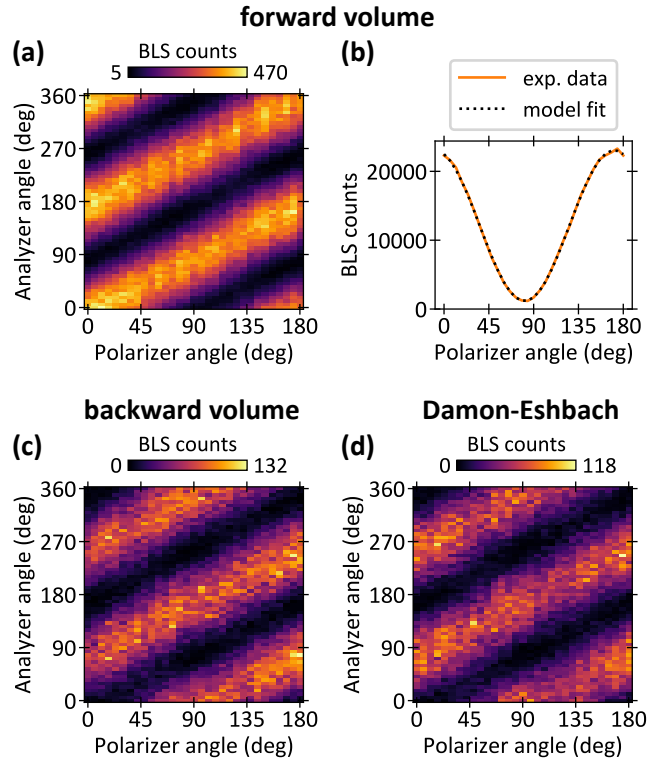 forward volume
(a)
BLS counts
5
470
Analyzer angle (deg)
360
270
180
90
0
0 45 90 135 180
Polarizer angle (deg)
(b)
exp. data
model fit
BLS counts
20000
10000
0
0 45 90 135 180
Polarizer angle (deg)
backward volume
(c)
BLS counts
0
132
Analyzer angle (deg)
360
270
180
90
0
0 45 90 135 180
Polarizer angle (deg)
Damon-Eshbach
(d)
BLS counts
0
118
Analyzer angle (deg)
360
270
180
90
0
0 45 90 135 180
Polarizer angle (deg)